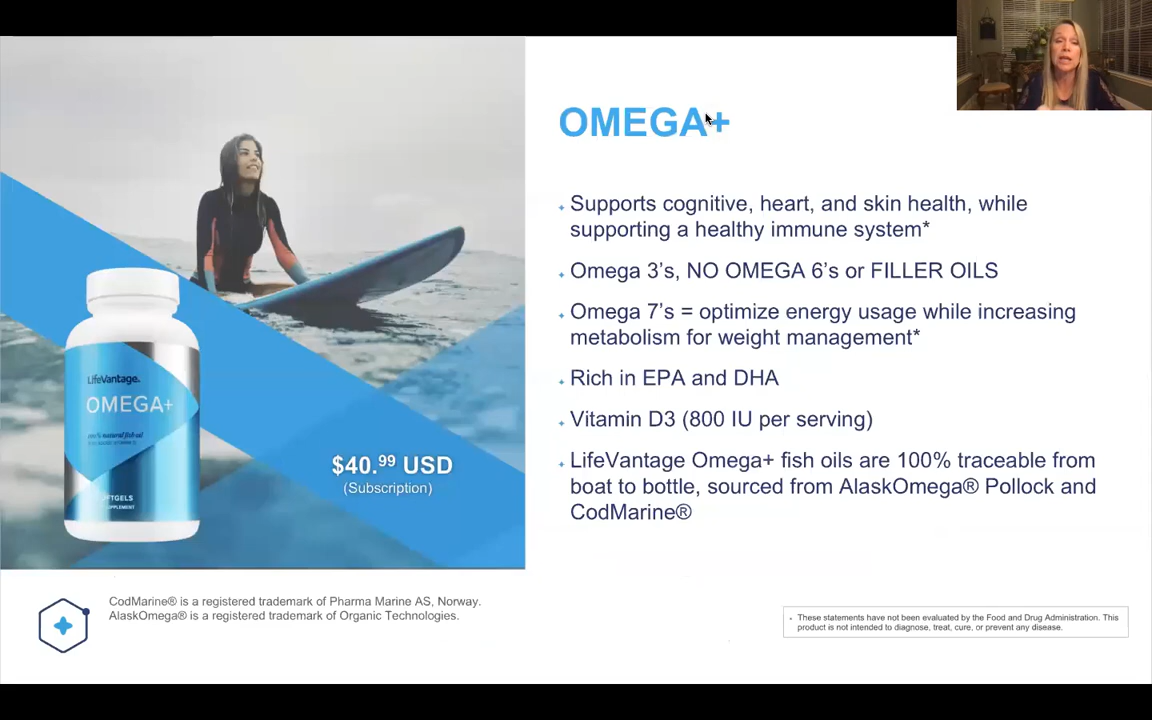 OMEGA+
Supports cognitive, heart, and skin health, while
supporting a healthy immune system*
Omega 3's, NO OMEGA 6's or FILLER OILS
Omega 7's = optimize energy usage while increasing
metabolism for weight management*
Rich in EPA and DHA
Vitamin D3 (800 IU per serving)
LifeVantage Omega+ fish oils are 100% traceable from
boat to bottle, sourced from AlaskOmega® Pollock and
CodMarine®
LifeVantage.
OMEGA+
100% natural fish oil
$40.99 USD
(Subscription)
CodMarine® is a registered trademark of Pharma Marine AS, Norway.
AlaskOmega® is a registered trademark of Organic Technologies.
These statements have not been evaluated by the Food and Drug Administration. This
product is not intended to diagnose, treat, cure, or prevent any disease.